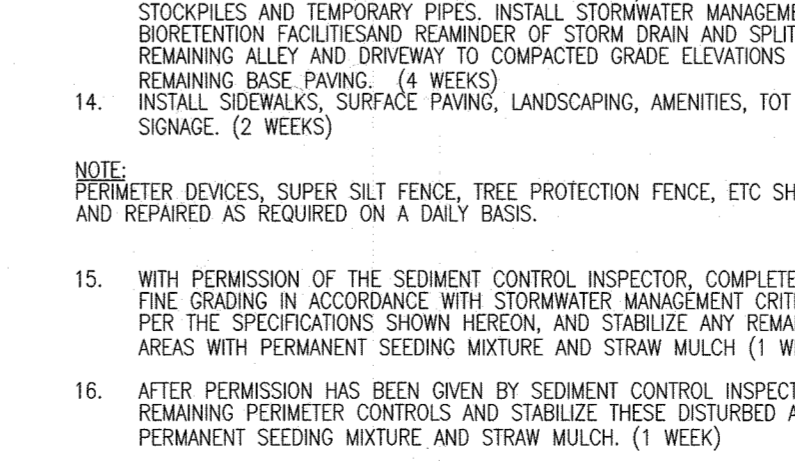 STOCKPILES AND TEMPORARY PIPES. INSTALL STORMWATER MANAGEME
BIORETENTION FACILITIESAND REAMINDER OF STORM DRAIN AND SPLIT
REMAINING ALLEY AND DRIVEWAY TO COMPACTED GRADE ELEVATIONS
REMAINING BASE PAVING. (4 WEEKS)
14. INSTALL SIDEWALKS, SURFACE PAVING, LANDSCAPING, AMENITIES, TOT
SIGNAGE. (2 WEEKS)
NOTE:
PERIMETER DEVICES, SUPER SILT FENCE, TREE PROTECTION FENCE, ETC SH
AND REPAIRED AS REQUIRED ON A DAILY BASIS.
15. WITH PERMISSION OF THE SEDIMENT CONTROL INSPECTOR, COMPLETE
FINE GRADING IN ACCORDANCE WITH STORMWATER MANAGEMENT CRITE
PER THE SPECIFICATIONS SHOWN HEREON, AND STABILIZE ANY REMAI
AREAS WITH PERMANENT SEEDING MIXTURE AND STRAW MULCH (1 WE
16. AFTER PERMISSION HAS BEEN GIVEN BY SEDIMENT CONTROL INSPECT
REMAINING PERIMETER CONTROLS AND STABILIZE THESE DISTURBED A
PERMANENT SEEDING MIXTURE AND STRAW MULCH. (1 WEEK)